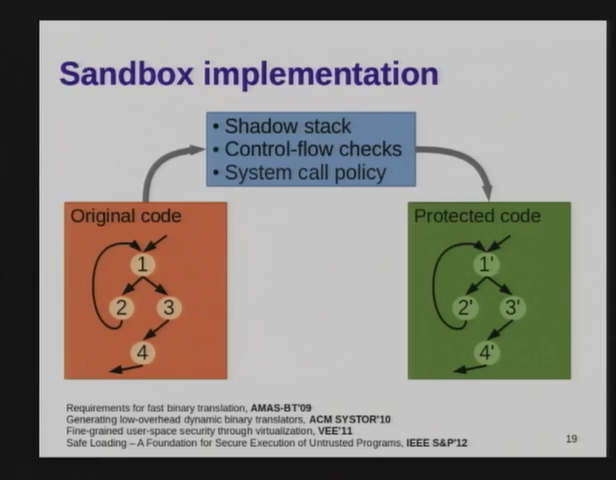 Sandbox implementation
• Shadow stack
• Control-flow checks
• System call policy
Original code
1
2 3
4
Protected code
1'
2' 3'
4'
Requirements for fast binary translation, AMAS-BT'09
Generating low-overhead dynamic binary translators, ACM SYSTOR'10
Fine-grained user-space security through virtualization, VEE'11
Safe Loading – A Foundation for Secure Execution of Untrusted Programs, IEEE S&P'12
19